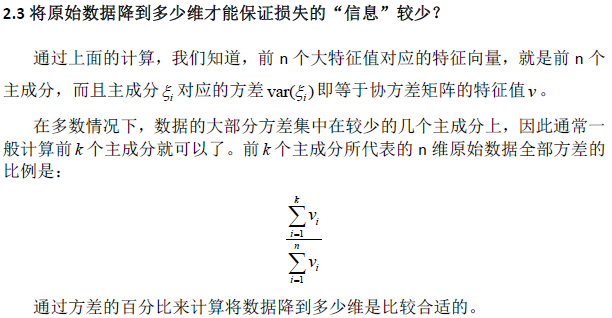 2.3 将原始数据降到多少维才能保证损失的“信息”较少？
通过上面的计算，我们知道，前 n 个大特征值对应的特征向量，就是前 n 个
主成分，而且主成分 ξi 对应的方差 var(ξi) 即等于协方差矩阵的特征值 v 。
在多数情况下，数据的大部分方差集中在较少的几个主成分上，因此通常一
般计算前 k 个主成分就可以了。前 k 个主成分所代表的 n 维原始数据全部方差的
比例是：
k
∑ vi
i=1
n
∑ vi
i=1
通过方差的百分比来计算将数据降到多少维是比较合适的。